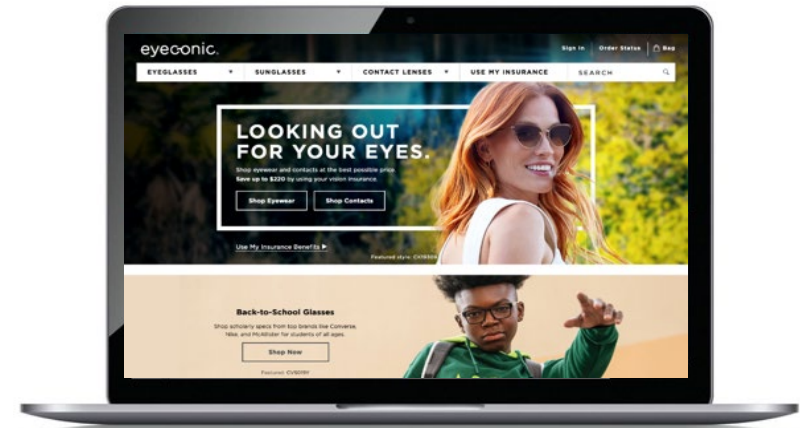 eyeconic.
Sign In Order Status Bag
EYEGLASSES SUNGLASSES CONTACT LENSES USE MY INSURANCE SEARCH
LOOKING OUT
FOR YOUR EYES.
Shop eyewear and contacts at the best possible price.
Save up to $220 by using your vision insurance.
Shop Eyewear Shop Contacts
Use My Insurance Benefits
Featured style:
Back-to-School Glasses
Shop scholarly specs from top brands like Converse,
Nike, and McAllister for students of all ages.
Shop Now
Featured: